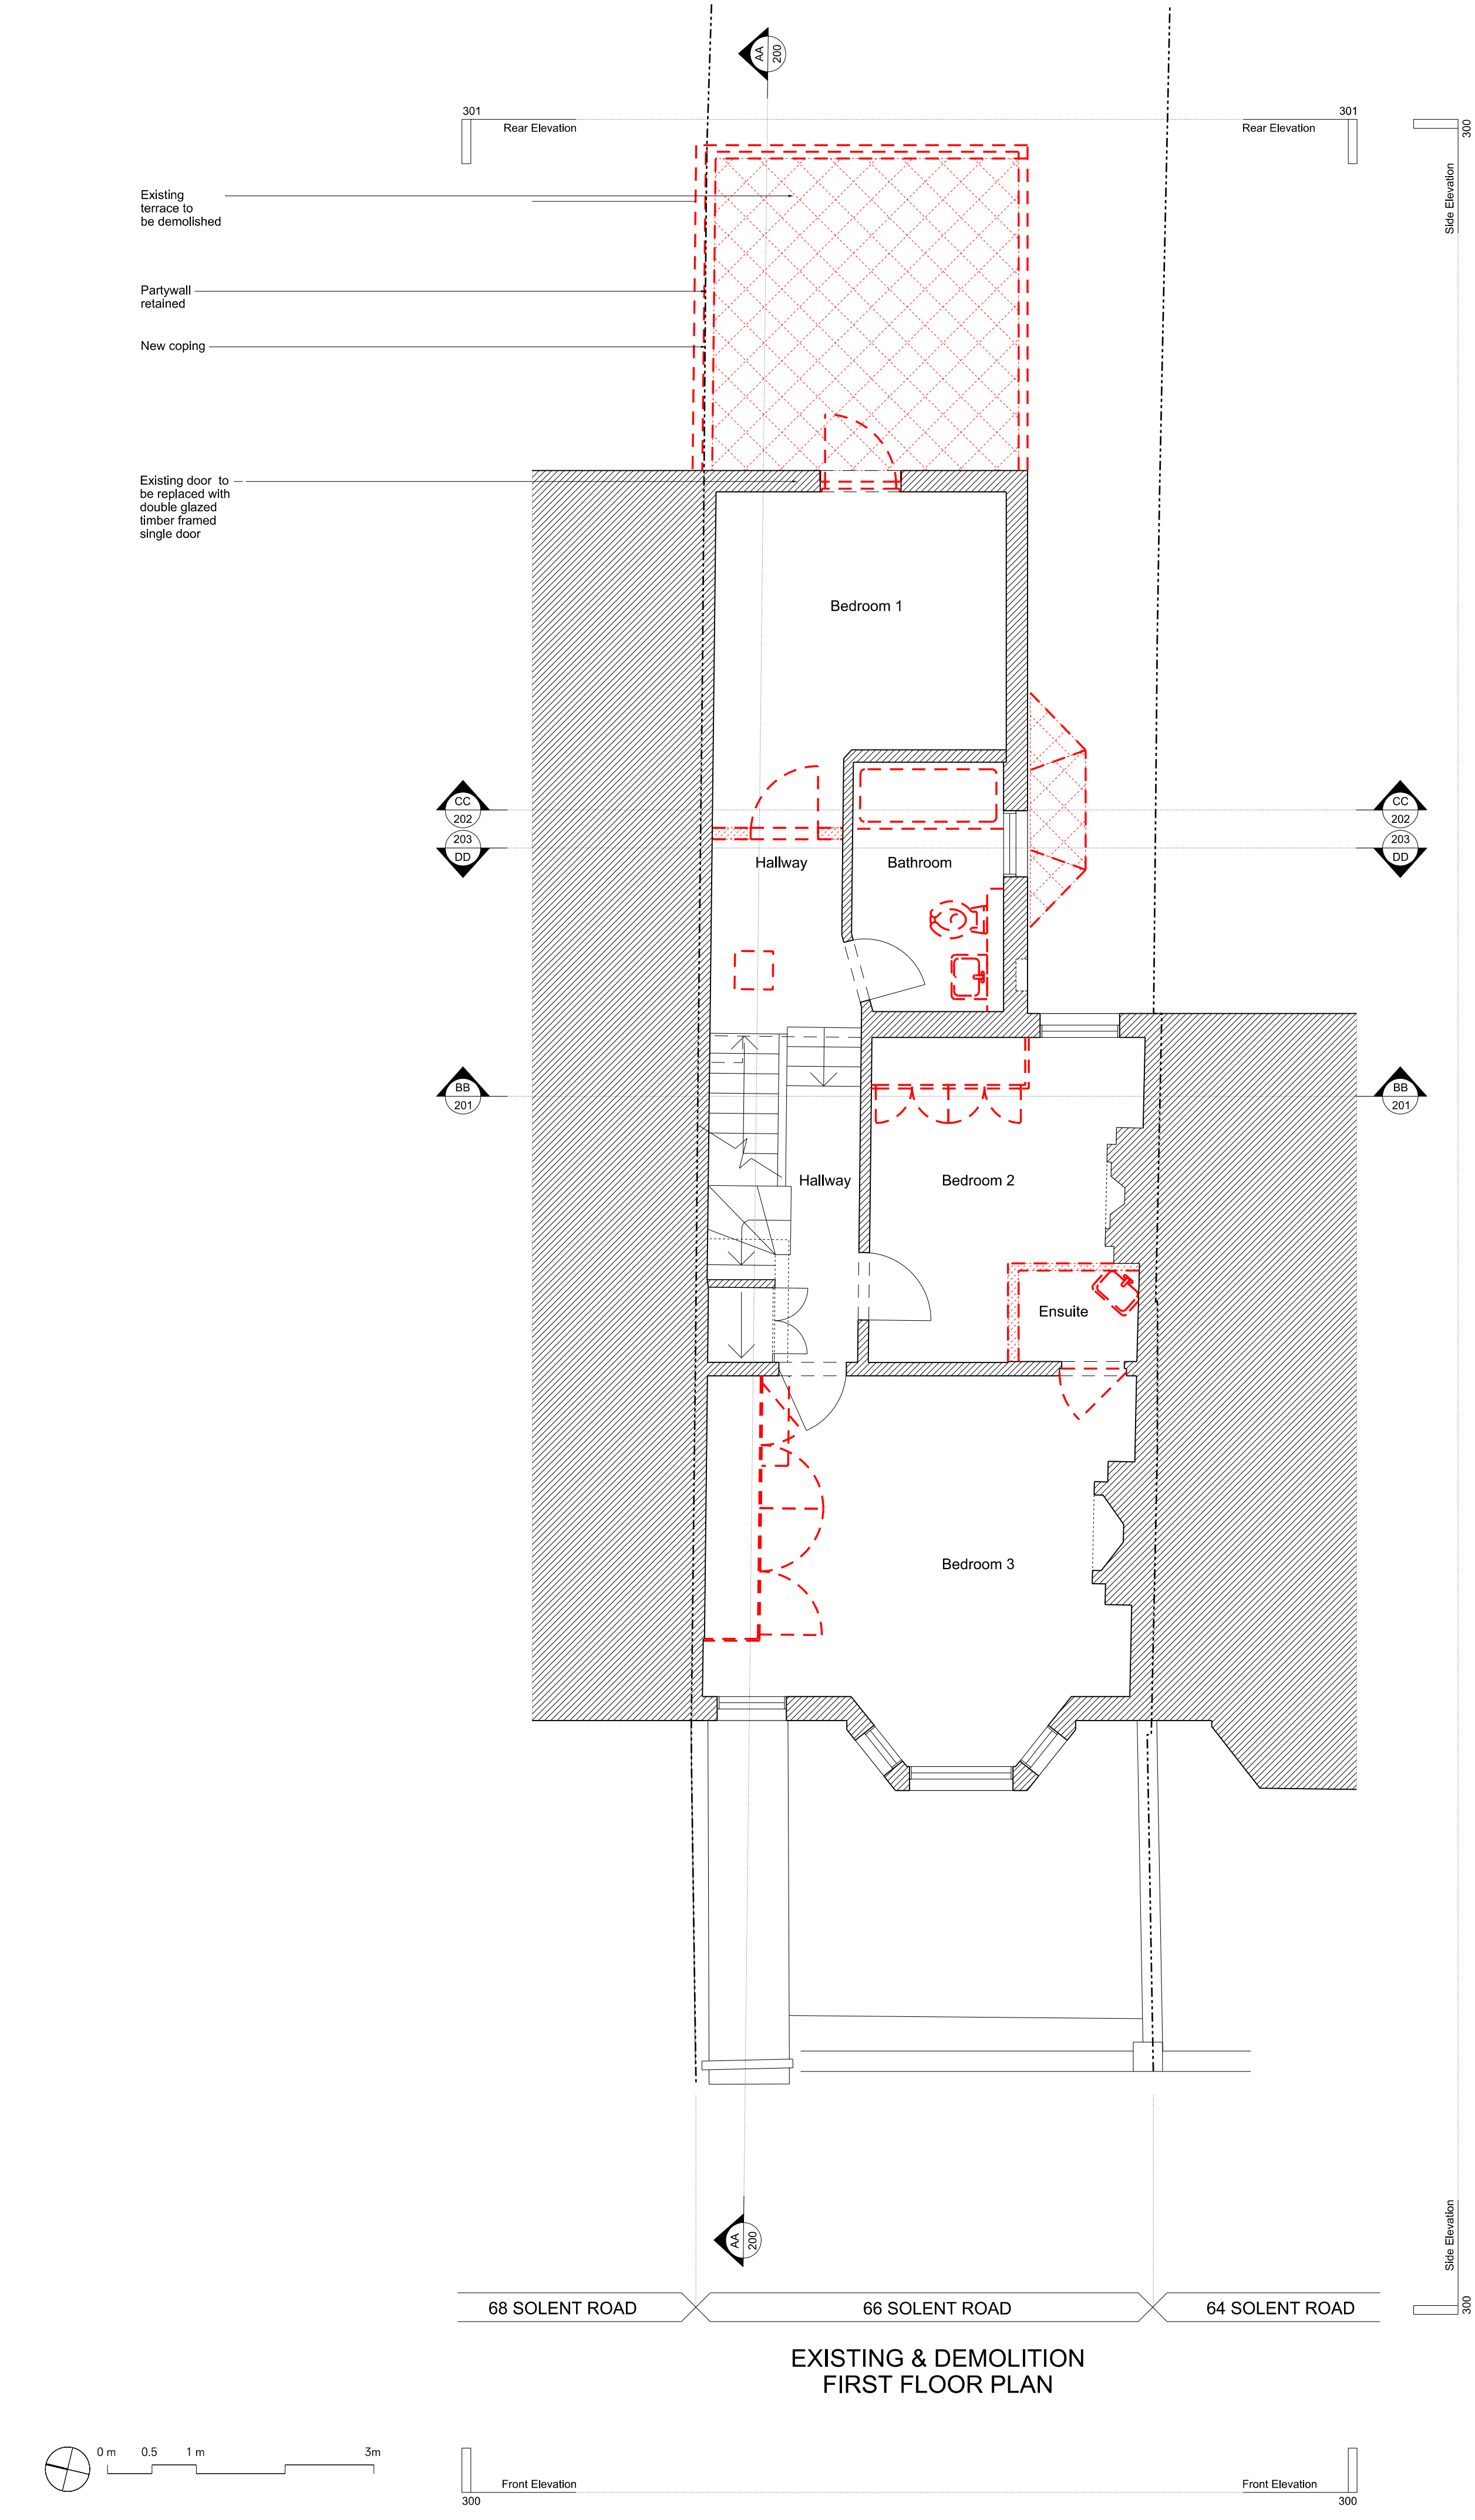 AA
200
301
Rear Elevation
301
Rear Elevation
300
Side Elevation
Existing
terrace to
be demolished
Partywall
retained
New coping
Existing door to
be replaced with
double glazed
timber framed
single door
Bedroom 1
CC
202
203
DD
CC
202
203
DD
Hallway
Bathroom
BB
201
BB
201
Hallway
Bedroom 2
Ensuite
Bedroom 3
AA
200
Side Elevation
300
68 SOLENT ROAD
66 SOLENT ROAD
64 SOLENT ROAD
EXISTING & DEMOLITION
FIRST FLOOR PLAN
0 m 0.5 1 m 3m
Front Elevation
300
Front Elevation
300